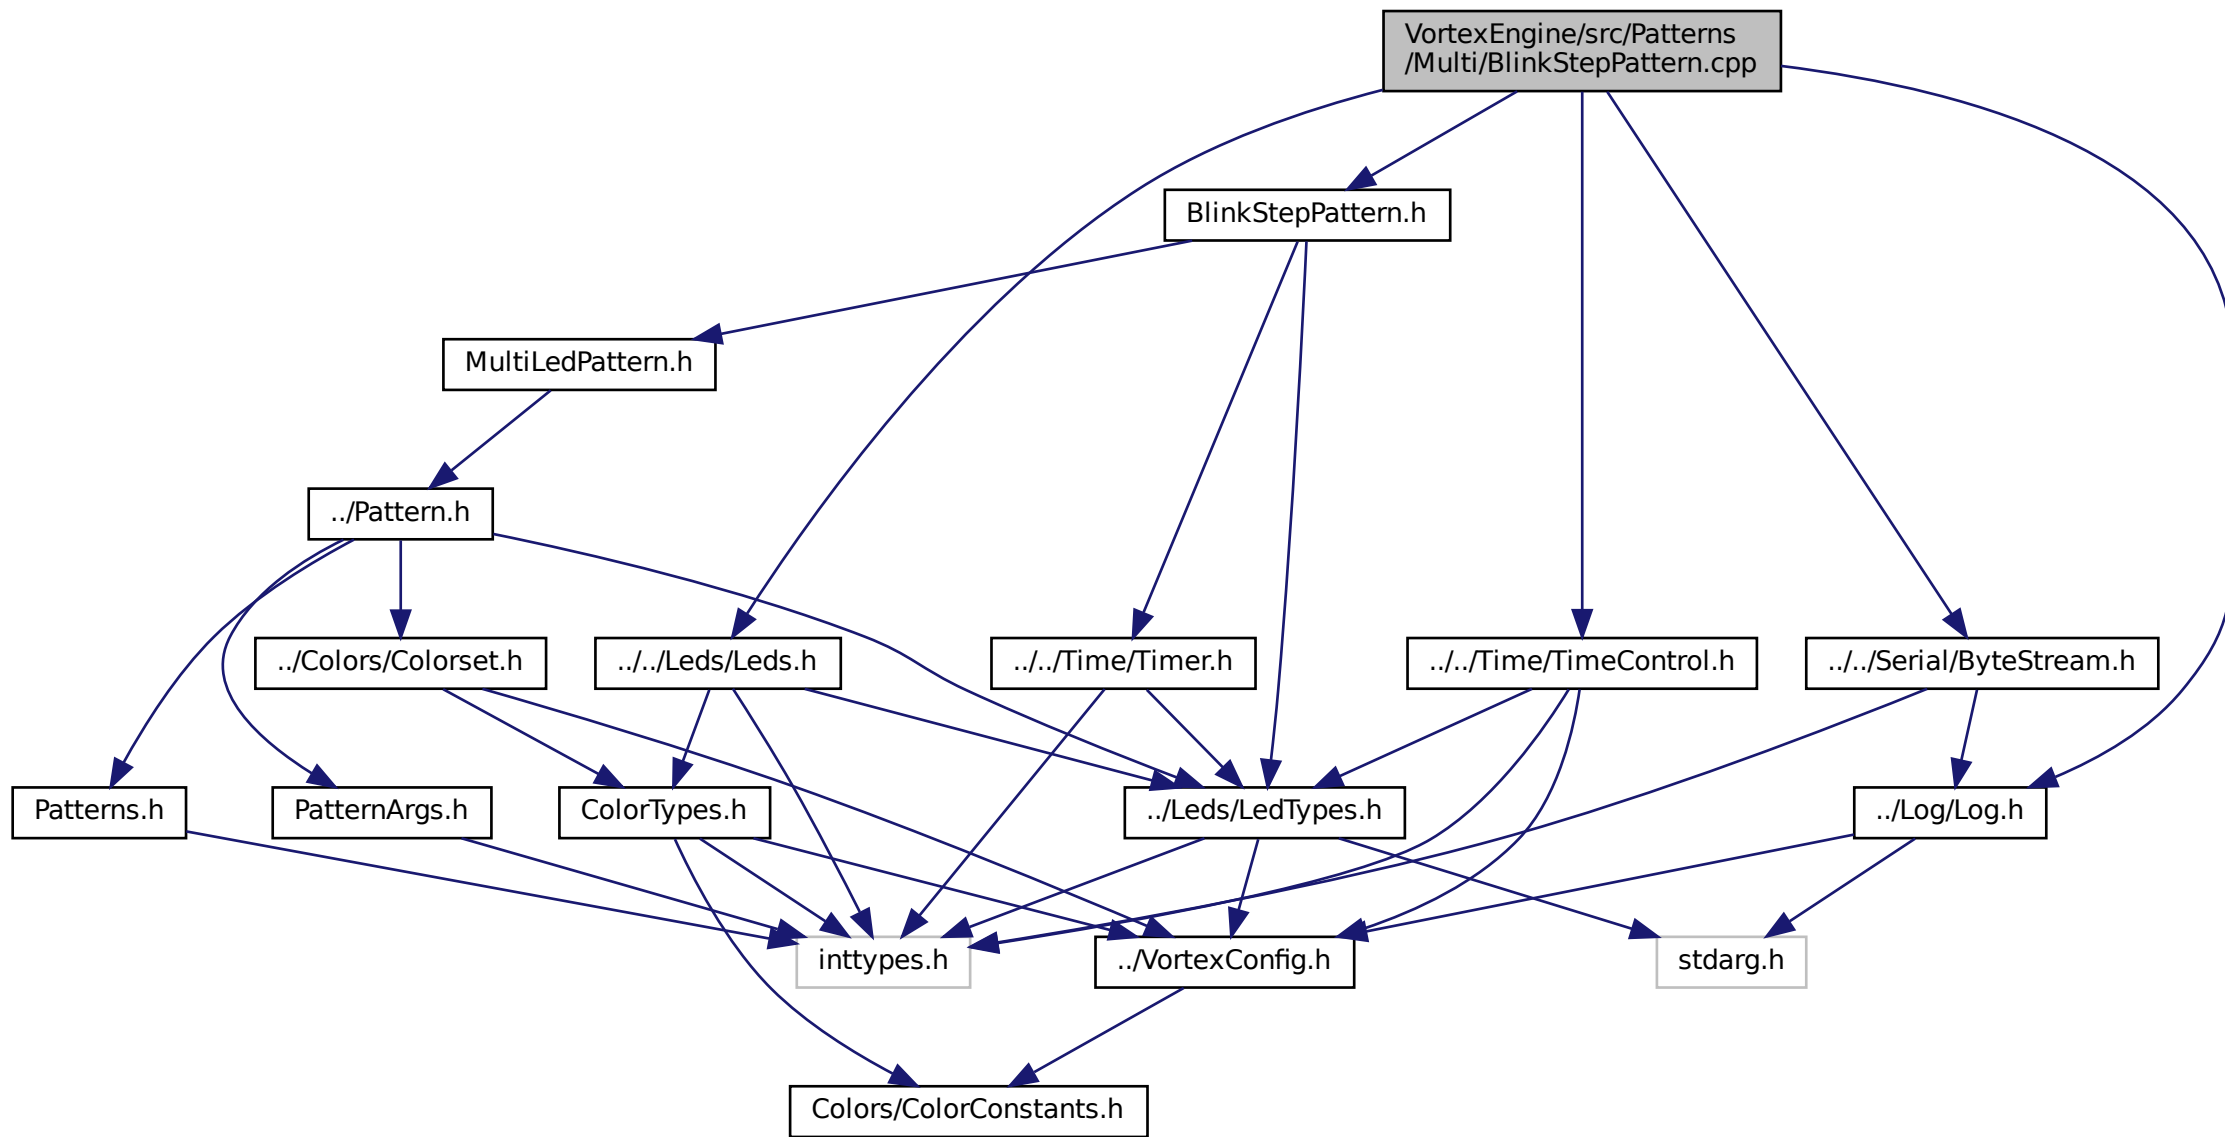 VortexEngine/src/Patterns
/Multi/BlinkStepPattern.cpp
BlinkStepPattern.h
MultiLedPattern.h
../Pattern.h
../Colors/Colorset.h
../../Leds/Leds.h
../../Time/Timer.h
../../Time/TimeControl.h
../../Serial/ByteStream.h
Patterns.h
PatternArgs.h
ColorTypes.h
../Leds/LedTypes.h
../Log/Log.h
inttypes.h
../VortexConfig.h
stdarg.h
Colors/ColorConstants.h